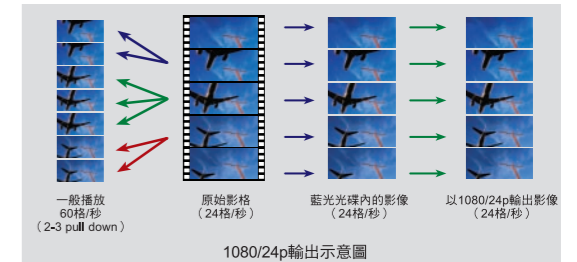 一般播放
60格/秒
（2-3 pull down）
原始影格
（24格/秒）
藍光光碟內的影像
（24格/秒）
以1080/24p輸出影像
（24格/秒）
1080/24p輸出示意圖